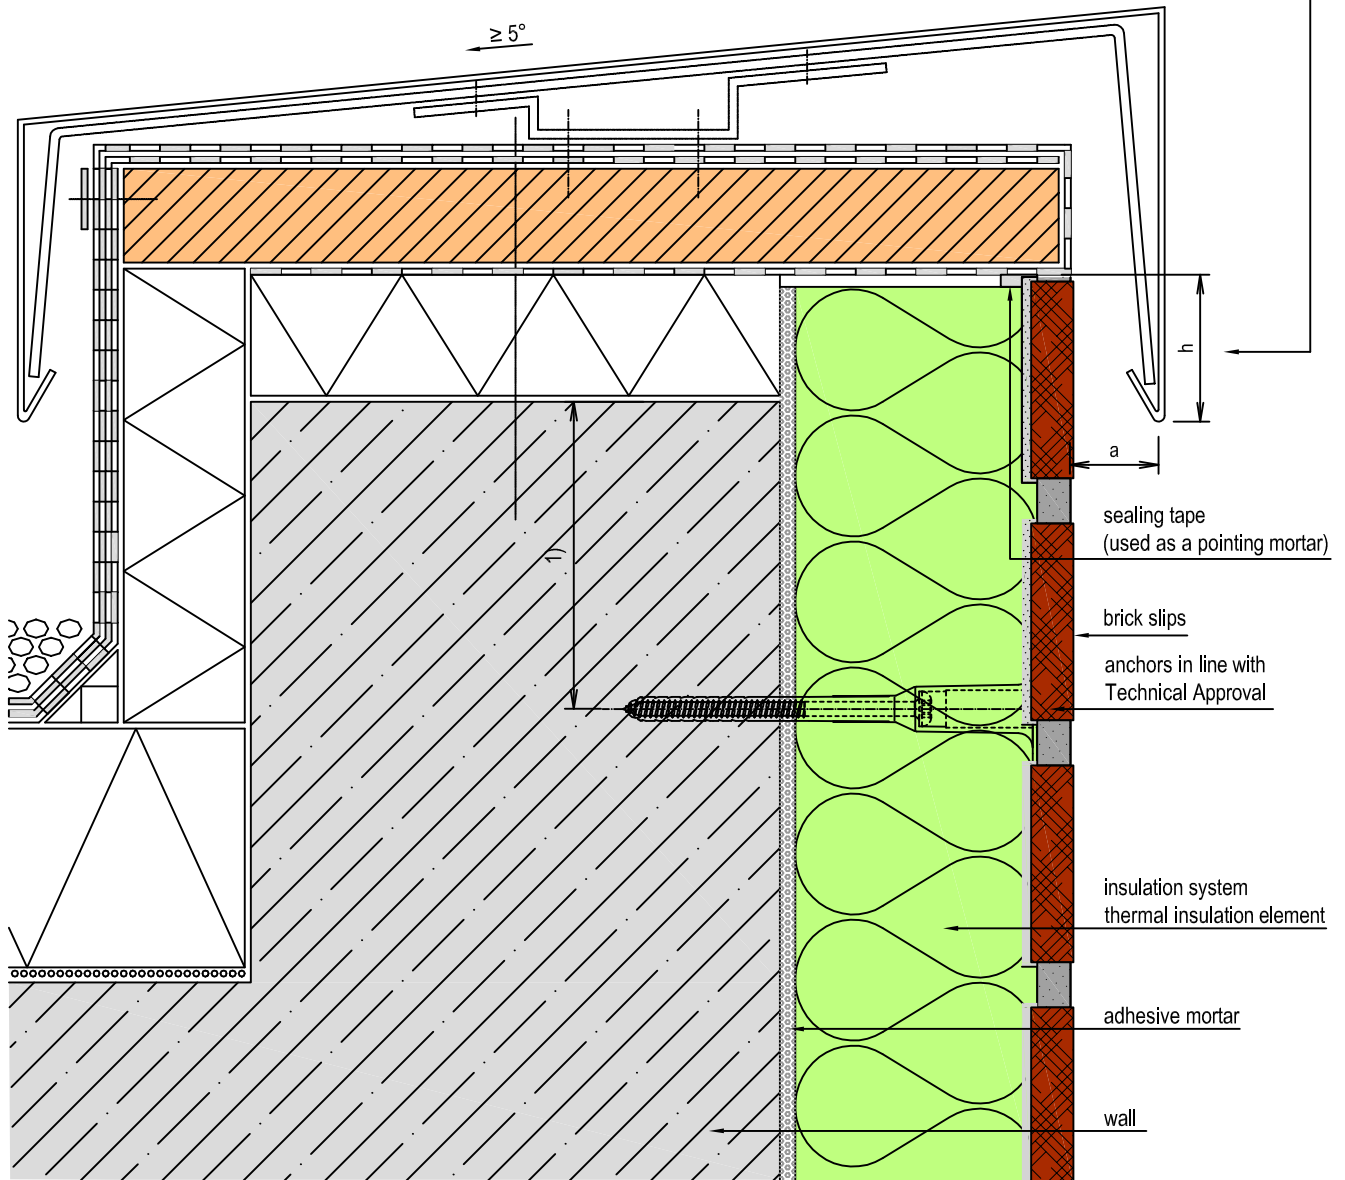 ≥ 5°
h
a
sealing tape
(used as a pointing mortar)
1)
brick slips
anchors in line with
Technical Approval
insulation system
thermal insulation element
adhesive mortar
wall